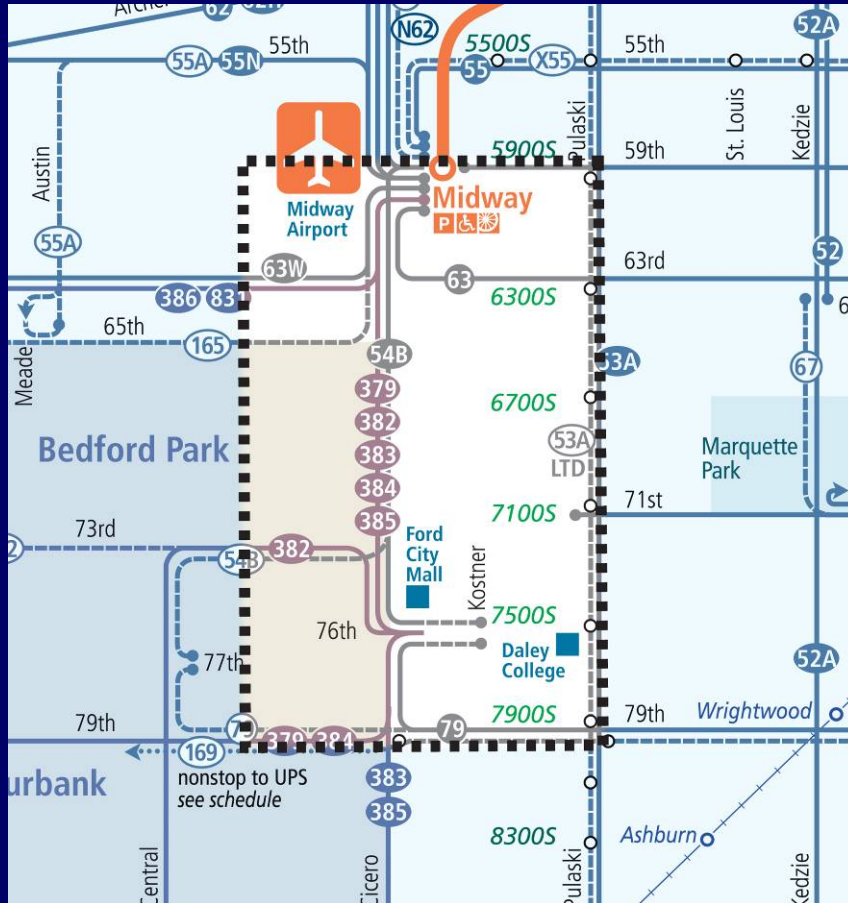 Archer
62
55th
55A
55N
N62
5500S
55
X55
55th
52A
Austin
Midway
Airport
5900S
Midway
P
Pulaski
59th
St. Louis
Kedzie
55A
63W
63
63rd
52
386
831
6300S
65th
165
54B
Meade
379
53A
67
382
6700S
Bedford Park
383
53A
LTD
Marquette
Park
384
385
7100S
71st
73rd
382
54B
Ford
City
Mall
Kostner
76th
7500S
77th
Daley
College
52A
79th
7900S
79
79th
Wrightwood
379
384
169
nonstop to UPS
see schedule
383
385
urbank
8300S
Ashburn
Central
Cicero
Pulaski
Kedzie